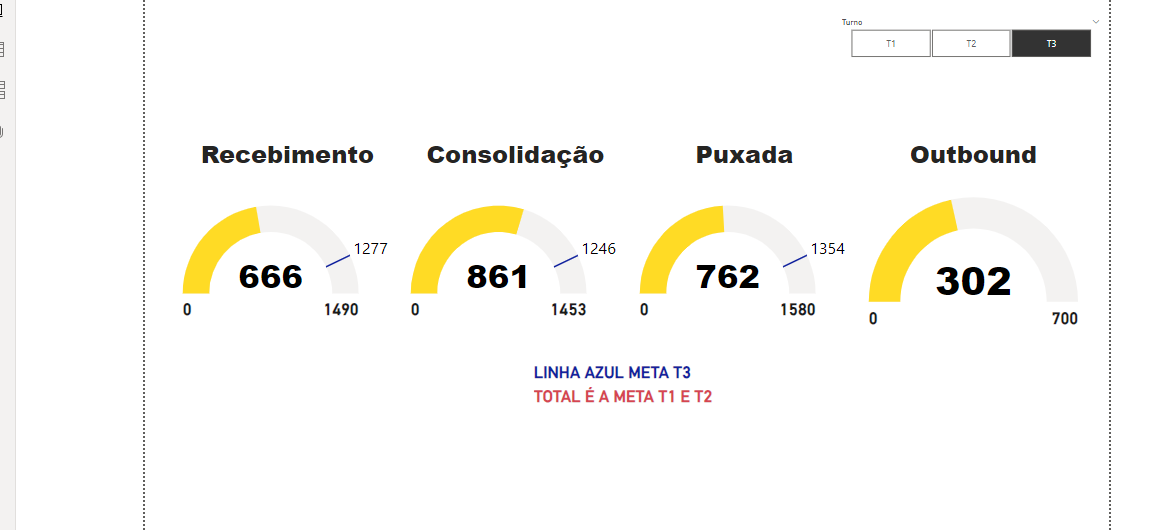 Turno
T1 T2 T3
Recebimento Consolidação Puxada Outbound
1277 1246 1354
666 861 762 302
0 1490 0 1453 0 1580 0 700
LINHA AZUL META T3
TOTAL É A META T1 E T2